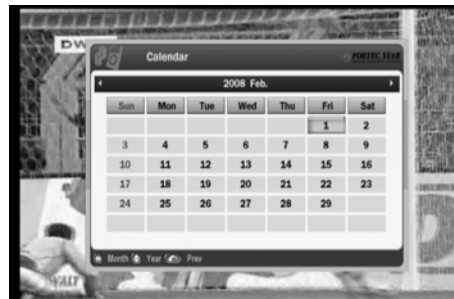 DW
Calendar
FORTEC STAR
2008 Feb.
Sun Mon Tue Wed Thu Fri Sat
1 2
3 4 5 6 7 8 9
10 11 12 13 14 15 16
17 18 19 20 21 22 23
24 25 26 27 28 29
Month Year Prev
WALT